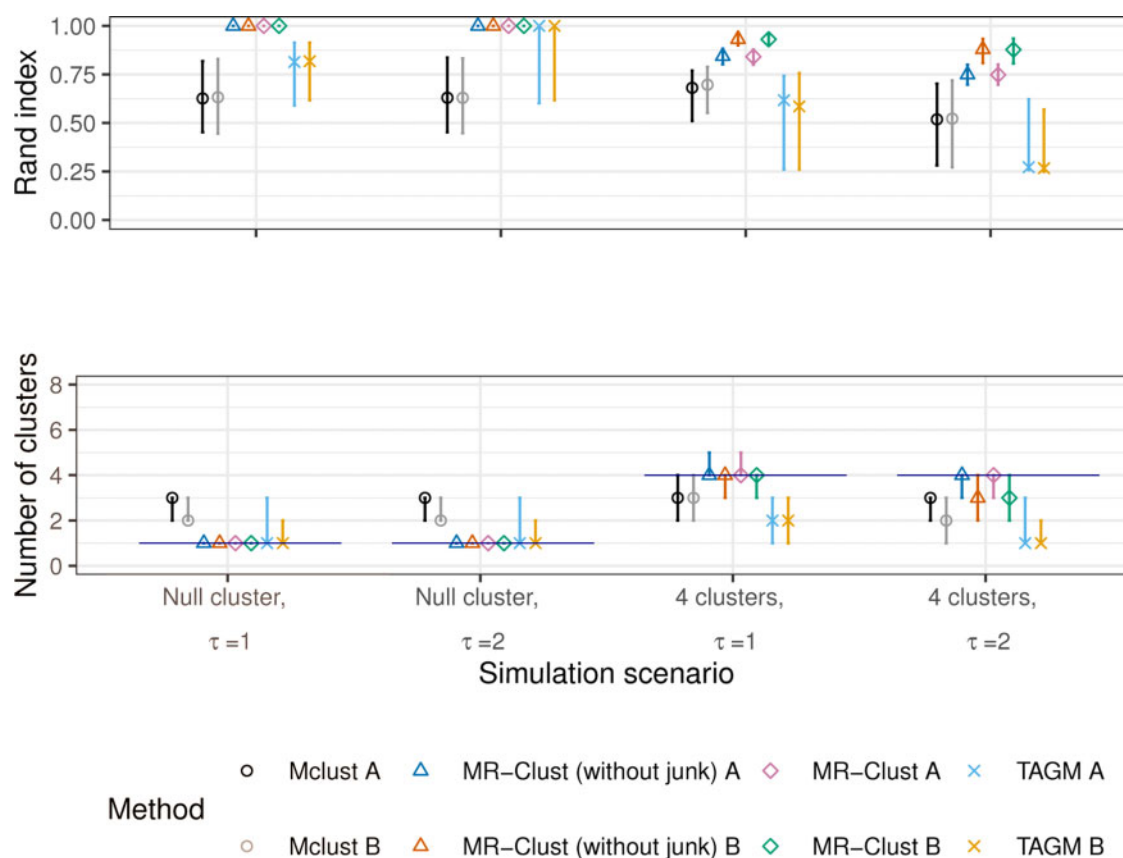 1.00
0.75
0.50
0.25
0.00
Rand index
8
6
4
2
0
Number of clusters
Null cluster, Null cluster, 4 clusters, 4 clusters,
τ =1 τ =2 τ =1 τ =2
Simulation scenario
Method
Mclust A MR−Clust (without junk) A MR−Clust A TAGM A
Mclust B MR−Clust (without junk) B MR−Clust B TAGM B